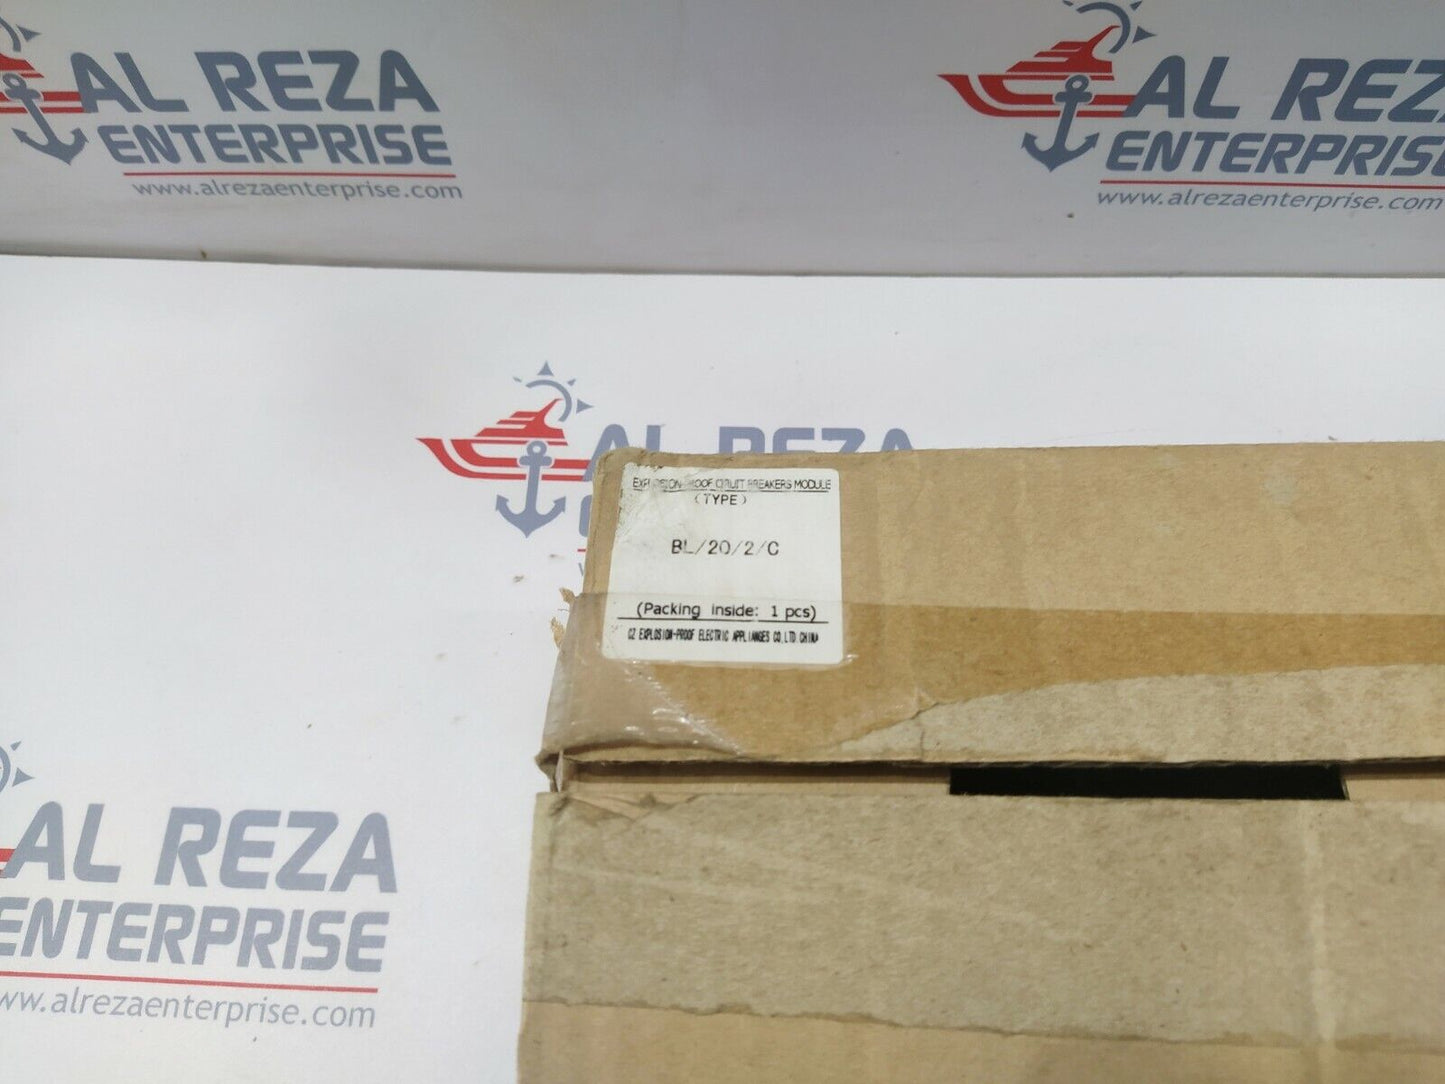 AL REZA
ENTERPRISE
www.alrezaenterprise.com
AL REZA
ENTERPRISE
www.alrezaenterprise.com
AL REZA
EXPLOSION-PROOF CIRUIT BREAKERS MODULE
(TYPE)
BL/20/2/C
(Packing inside: 1 pcs)
CZ EXPLOSION-PROOF ELECTRIC APPLIANGES CO,LTD CHINA
AL REZA
ENTERPRISE
www.alrezaenterprise.com